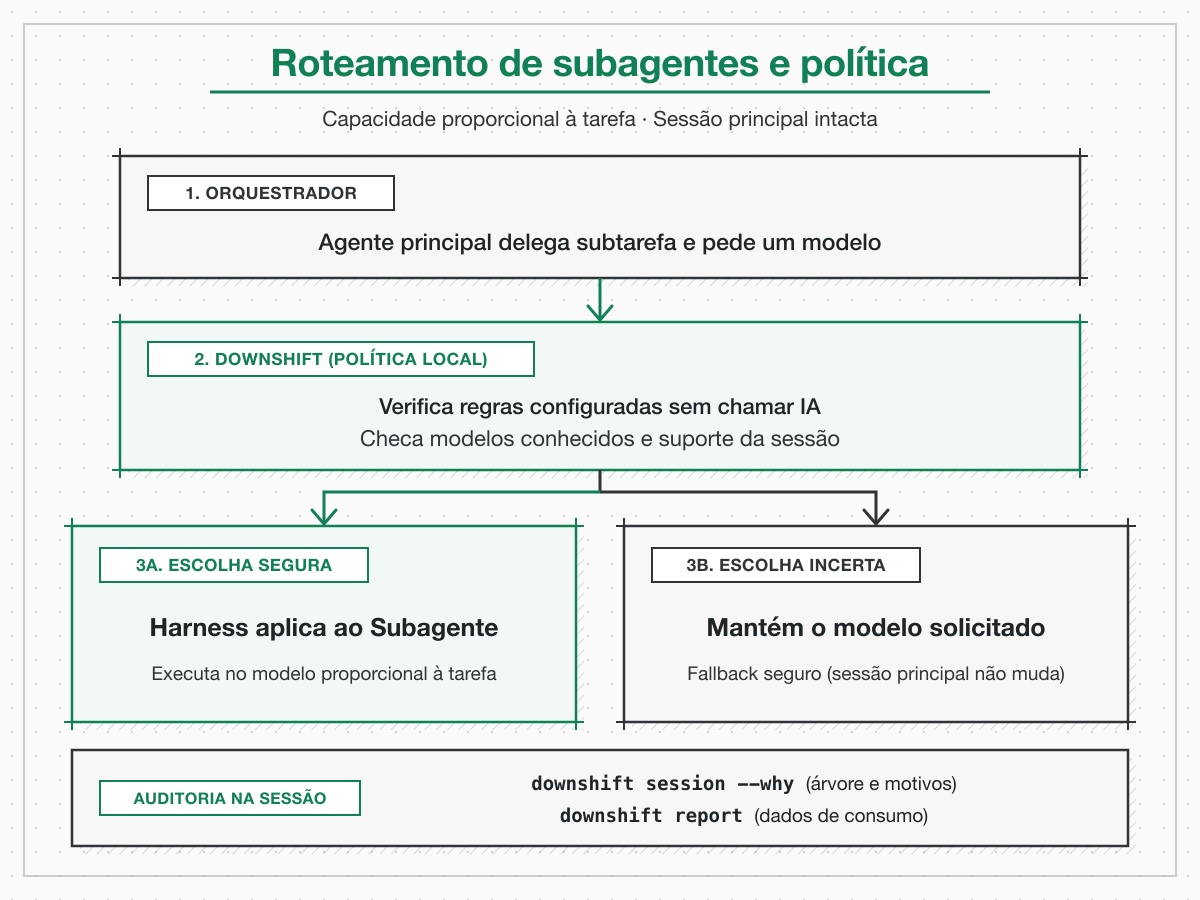 Roteamento de subagentes e política
Capacidade proporcional à tarefa · Sessão principal intacta
1. ORQUESTRADOR
Agente principal delega subtarefa e pede um modelo
2. DOWNSHIFT (POLÍTICA LOCAL)
Verifica regras configuradas sem chamar IA
Checa modelos conhecidos e suporte da sessão
3A. ESCOLHA SEGURA
Harness aplica ao Subagente
Executa no modelo proporcional à tarefa
3B. ESCOLHA INCERTA
Mantém o modelo solicitado
Fallback seguro (sessão principal não muda)
AUDITORIA NA SESSÃO
downshift session --why (árvore e motivos)
downshift report (dados de consumo)